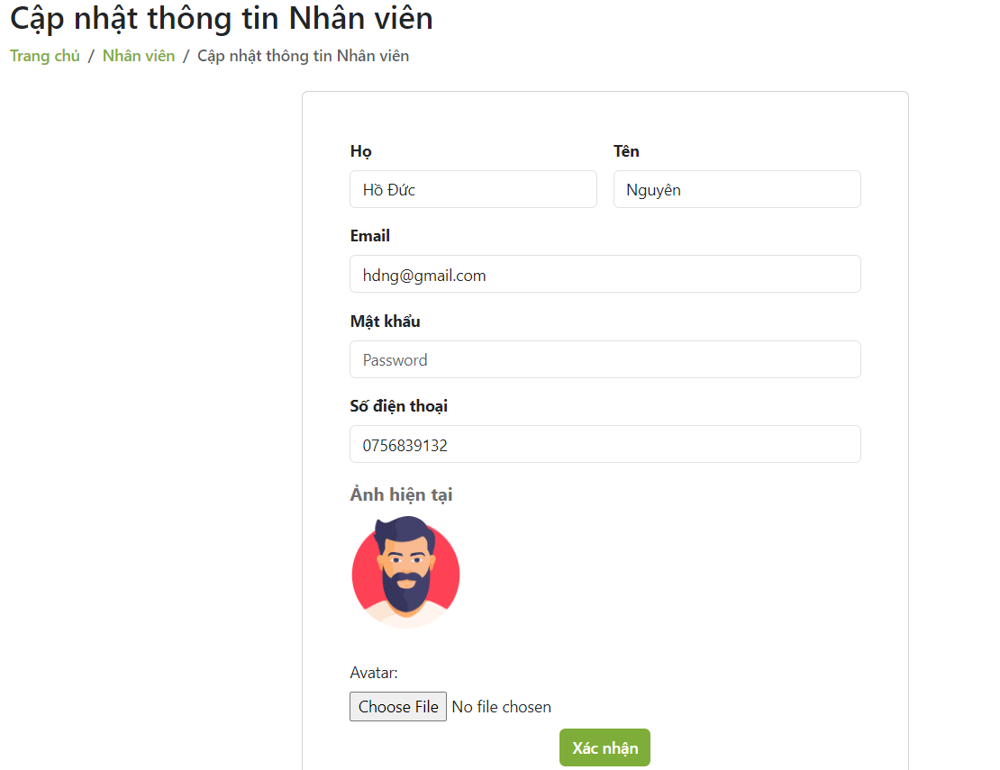 Cập nhật thông tin Nhân viên
Trang chủ / Nhân viên / Cập nhật thông tin Nhân viên
Họ
Tên
Hồ Đức
Nguyên
Email
hdng@gmail.com
Mật khẩu
Password
Số điện thoại
0756839132
Ảnh hiện tại
Avatar:
Choose File No file chosen
Xác nhận